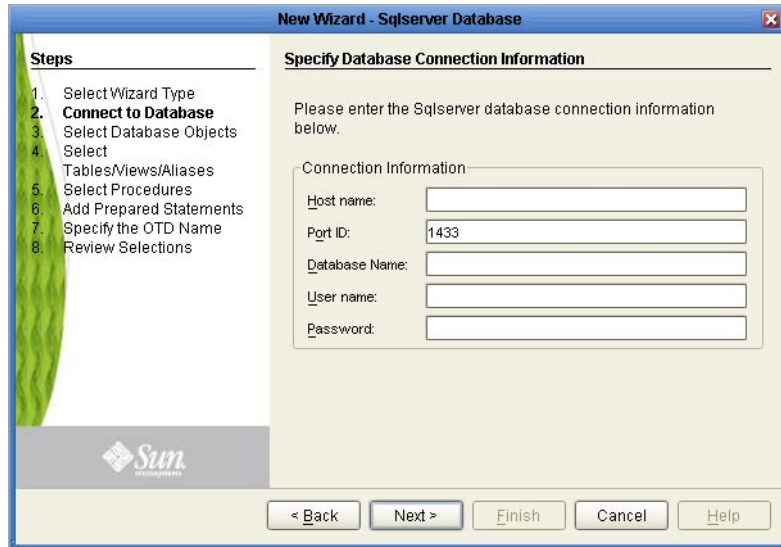 New Wizard - Sqlserver Database
Steps
1. Select Wizard Type
2. Connect to Database
3. Select Database Objects
4. Select
Tables/Views/Aliases
5. Select Procedures
6. Add Prepared Statements
7. Specify the OTD Name
8. Review Selections
Sun
microsystems
Specify Database Connection Information
Please enter the Sqlserver database connection information
below.
Connection Information
Host name:
Port ID: 1433
Database Name:
User name:
Password:
< Back Next > Finish Cancel Help